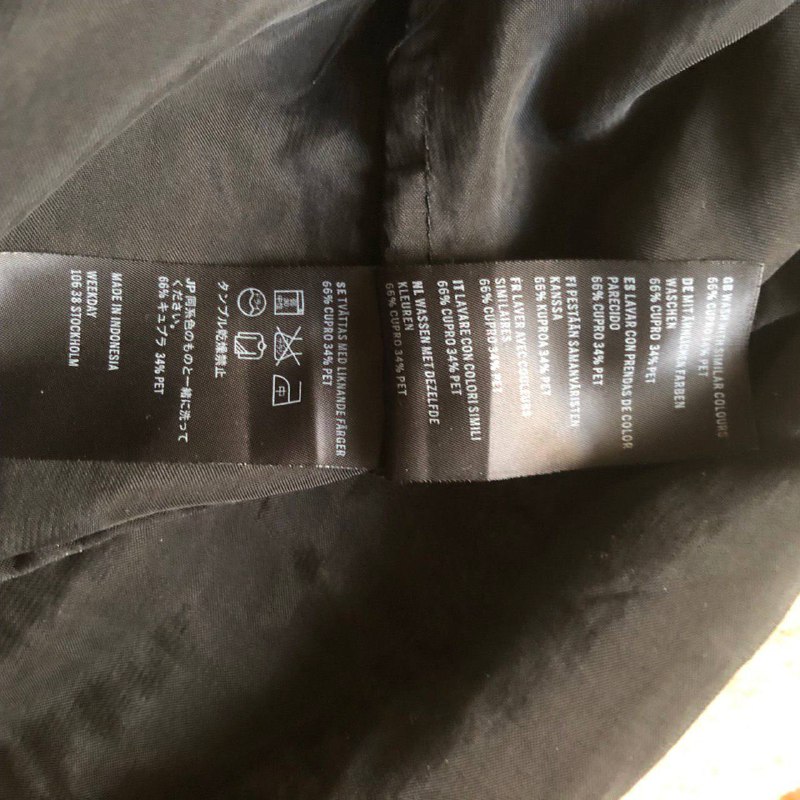 GB WASH WITH SIMILAR COLOURS
66% CUPRO 34% PET
DE MIT ÄHNLICHEN FARBEN
WASCHEN
66% CUPRO 34% PET
ES LAVAR CON PRENDAS DE COLOR
PARECIDO
66% CUPRO 34% PET
FI PESTÄÄN SAMANVÄRISTEN
KANSSA
66% KUPROA 34% PET
FR LAVER AVEC COULEURS
SIMILAIRES
66% CUPRO 34% PET
IT LAVARE CON COLORI SIMILI
66% CUPRO 34% PET
NL WASSEN MET DEZELFDE
KLEUREN
66% CUPRO 34% PET
SE TVÄTTAS MED LIKNANDE FÄRGER
66% CUPRO 34% PET
30
タンブル乾燥禁止
JP 同系色のものと一緒に洗って
ください。
66% キュプラ 34% PET
MADE IN INDONESIA
WEEKDAY
106 38 STOCKHOLM